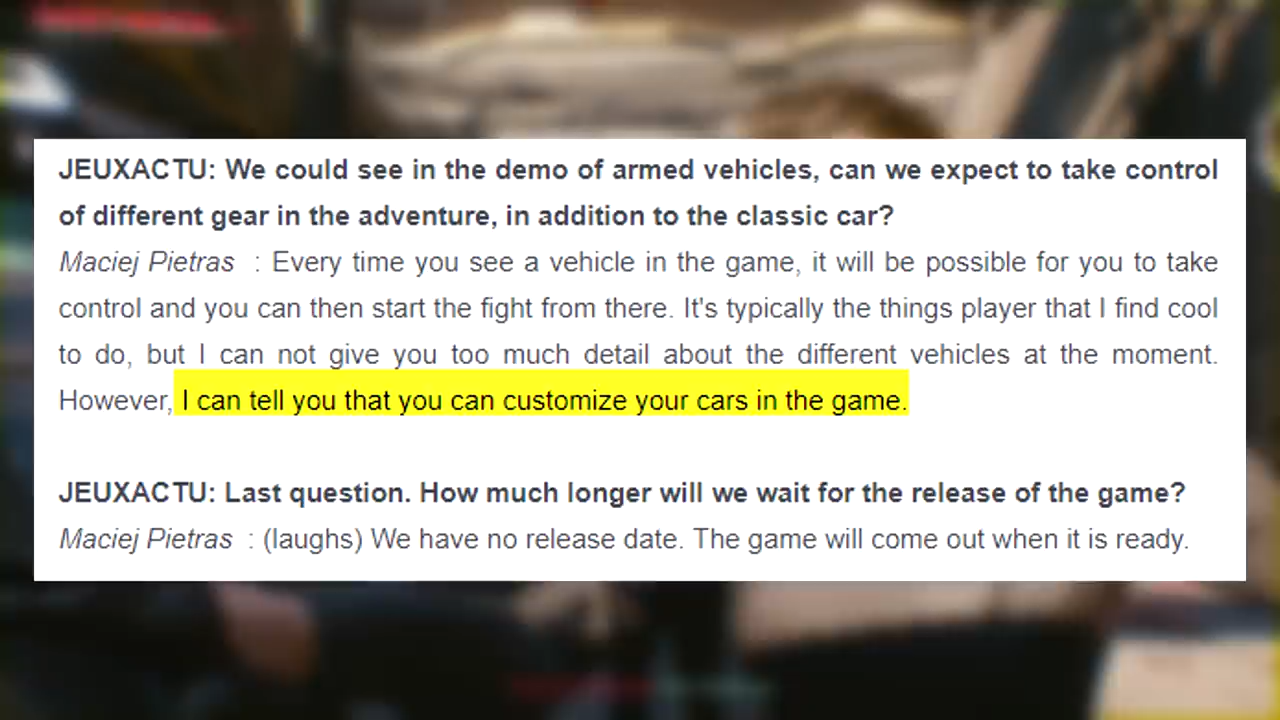 JEUXACTU: We could see in the demo of armed vehicles, can we expect to take control
of different gear in the adventure, in addition to the classic car?
Maciej Pietras : Every time you see a vehicle in the game, it will be possible for you to take
control and you can then start the fight from there. It's typically the things player that I find cool
to do, but I can not give you too much detail about the different vehicles at the moment.
However, I can tell you that you can customize your cars in the game.
JEUXACTU: Last question. How much longer will we wait for the release of the game?
Maciej Pietras : (laughs) We have no release date. The game will come out when it is ready.